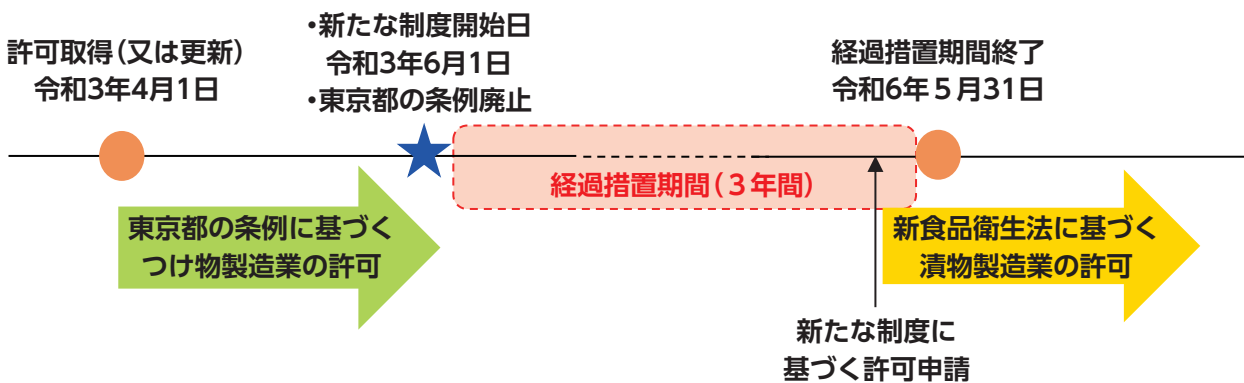 許可取得(又は更新)
令和3年4月1日
・新たな制度開始日
令和3年6月1日
・東京都の条例廃止
経過措置期間終了
令和6年5月31日
経過措置期間(3年間)
東京都の条例に基づく
つけ物製造業の許可
新食品衛生法に基づく
漬物製造業の許可
新たな制度に
基づく許可申請